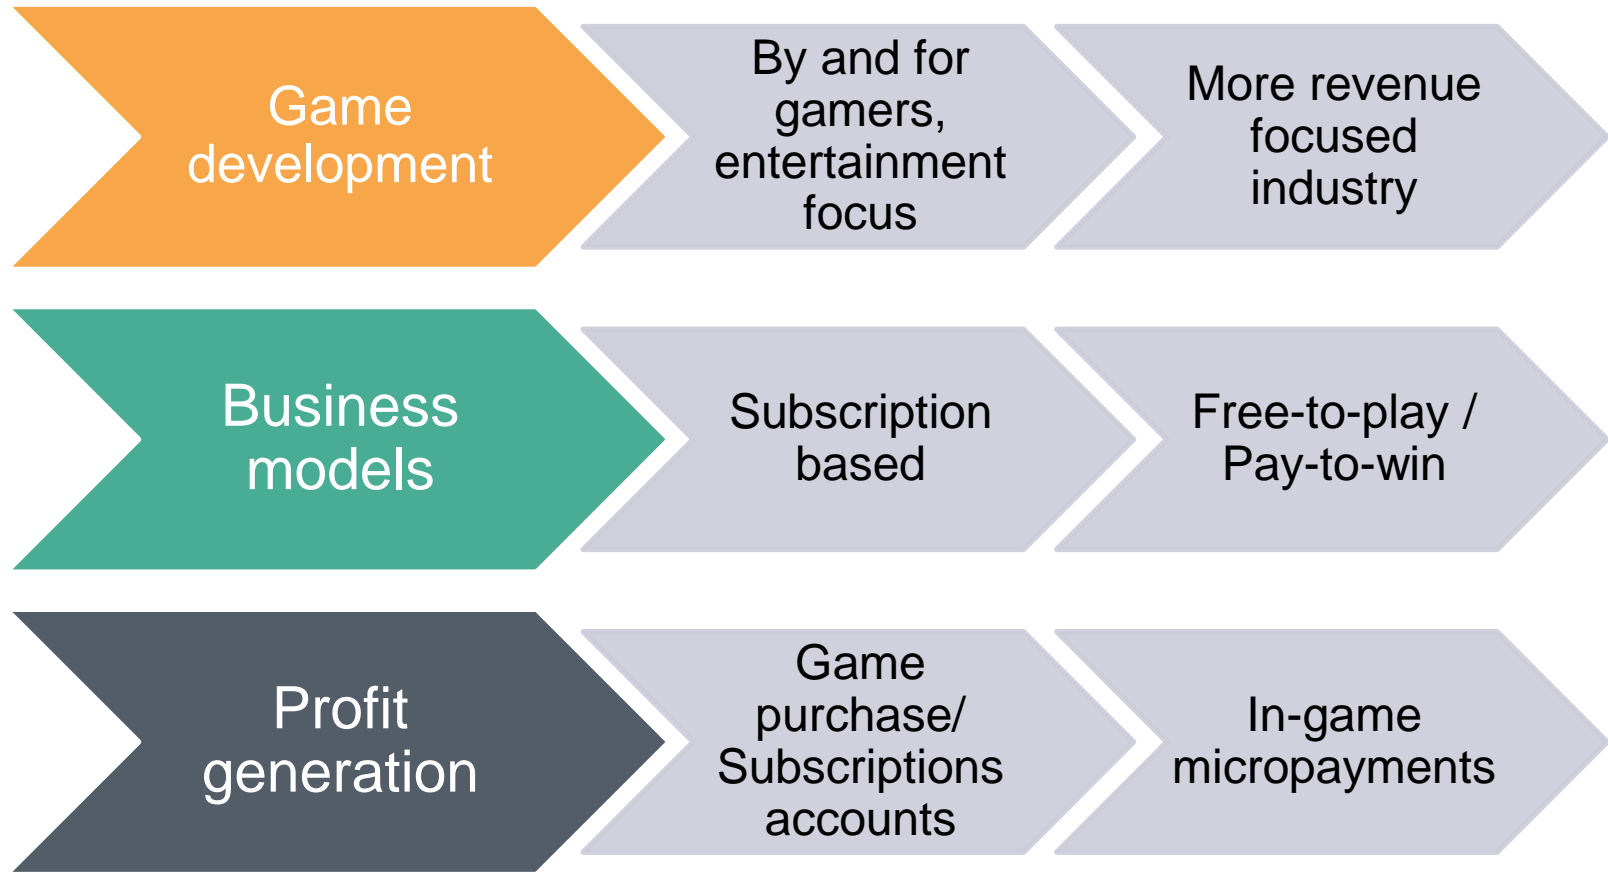 Game
development
By and for
gamers,
entertainment
focus
More revenue
focused
industry
Business
models
Subscription
based
Free-to-play /
Pay-to-win
Profit
generation
Game
purchase/
Subscriptions
accounts
In-game
micropayments